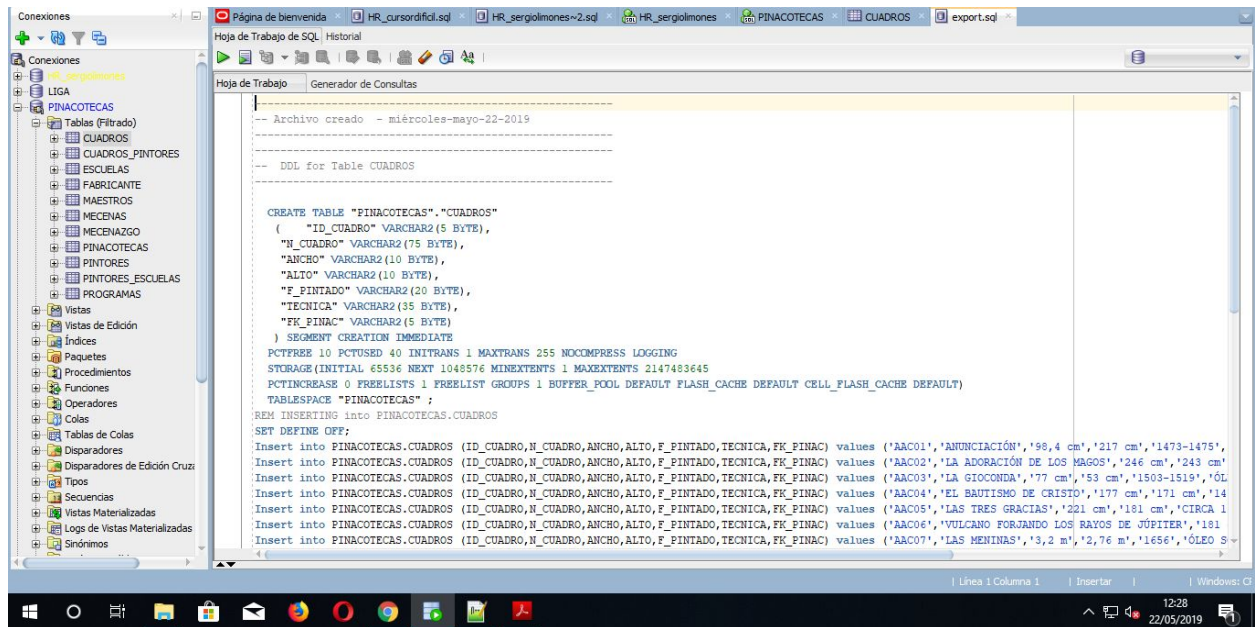 Conexiones
Página de bienvenida
HR_cursordificil.sql
HR_sergiolimones~2.sql
HR_sergiolimones
PINACOTECAS
CUADROS
export.sql
Hoja de Trabajo de SQL Historial
Hoja de Trabajo Generador de Consultas
Conexiones
HR_sergiolimones
LIGA
PINACOTECAS
Tablas (Filtrado)
CUADROS
CUADROS_PINTORES
ESCUELAS
FABRICANTE
MAESTROS
MECENAS
MECENAZGO
PINACOTECAS
PINTORES
PINTORES_ESCUELAS
PROGRAMAS
Vistas
Vistas de Edición
Índices
Paquetes
Procedimientos
Funciones
Operadores
Colas
Tablas de Colas
Disparadores
Disparadores de Edición Cruza
Tipos
Secuencias
Vistas Materializadas
Logs de Vistas Materializadas
Sinónimos
--------------------------------------------------------
-- Archivo creado - miércoles-mayo-22-2019
--------------------------------------------------------
--------------------------------------------------------
-- DDL for Table CUADROS
--------------------------------------------------------
CREATE TABLE "PINACOTECAS"."CUADROS"
( "ID_CUADRO" VARCHAR2(5 BYTE),
"N_CUADRO" VARCHAR2(75 BYTE),
"ANCHO" VARCHAR2(10 BYTE),
"ALTO" VARCHAR2(10 BYTE),
"F_PINTADO" VARCHAR2(20 BYTE),
"TECNICA" VARCHAR2(35 BYTE),
"FK_PINAC" VARCHAR2(5 BYTE)
) SEGMENT CREATION IMMEDIATE
PCTFREE 10 PCTUSED 40 INITRANS 1 MAXTRANS 255 NOCOMPRESS LOGGING
STORAGE(INITIAL 65536 NEXT 1048576 MINEXTENTS 1 MAXEXTENTS 2147483645
PCTINCREASE 0 FREELISTS 1 FREELIST GROUPS 1 BUFFER_POOL DEFAULT FLASH_CACHE DEFAULT CELL_FLASH_CACHE DEFAULT)
TABLESPACE "PINACOTECAS" ;
REM INSERTING into PINACOTECAS.CUADROS
SET DEFINE OFF;
Insert into PINACOTECAS.CUADROS (ID_CUADRO,N_CUADRO,ANCHO,ALTO,F_PINTADO,TECNICA,FK_PINAC) values ('AAC01','ANUNCIACIÓN','98,4 cm','217 cm','1473-1475',
Insert into PINACOTECAS.CUADROS (ID_CUADRO,N_CUADRO,ANCHO,ALTO,F_PINTADO,TECNICA,FK_PINAC) values ('AAC02','LA ADORACIÓN DE LOS MAGOS','246 cm','243 cm'
Insert into PINACOTECAS.CUADROS (ID_CUADRO,N_CUADRO,ANCHO,ALTO,F_PINTADO,TECNICA,FK_PINAC) values ('AAC03','LA GIOCONDA','77 cm','53 cm','1503-1519','ÓL
Insert into PINACOTECAS.CUADROS (ID_CUADRO,N_CUADRO,ANCHO,ALTO,F_PINTADO,TECNICA,FK_PINAC) values ('AAC04','EL BAUTISMO DE CRISTO','177 cm','171 cm','14
Insert into PINACOTECAS.CUADROS (ID_CUADRO,N_CUADRO,ANCHO,ALTO,F_PINTADO,TECNICA,FK_PINAC) values ('AAC05','LAS TRES GRACIAS','221 cm','181 cm','CIRCA 1
Insert into PINACOTECAS.CUADROS (ID_CUADRO,N_CUADRO,ANCHO,ALTO,F_PINTADO,TECNICA,FK_PINAC) values ('AAC06','VULCANO FORJANDO LOS RAYOS DE JÚPITER','181
Insert into PINACOTECAS.CUADROS (ID_CUADRO,N_CUADRO,ANCHO,ALTO,F_PINTADO,TECNICA,FK_PINAC) values ('AAC07','LAS MENINAS','3,2 m','2,76 m','1656','ÓLEO S
| Línea 1 Columna 1 | Insertar | | Windows: CR
12:28
22/05/2019